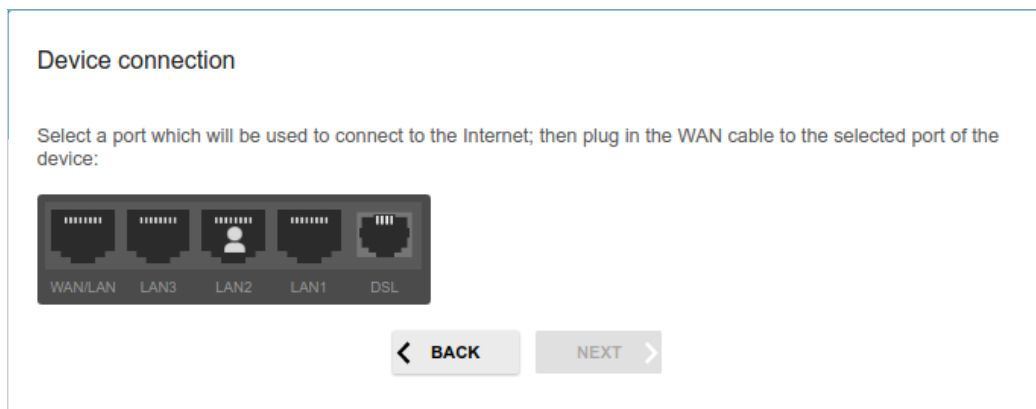 Device connection
Select a port which will be used to connect to the Internet; then plug in the WAN cable to the selected port of the
device:
WAN/LAN LAN3 LAN2 LAN1 DSL
BACK NEXT